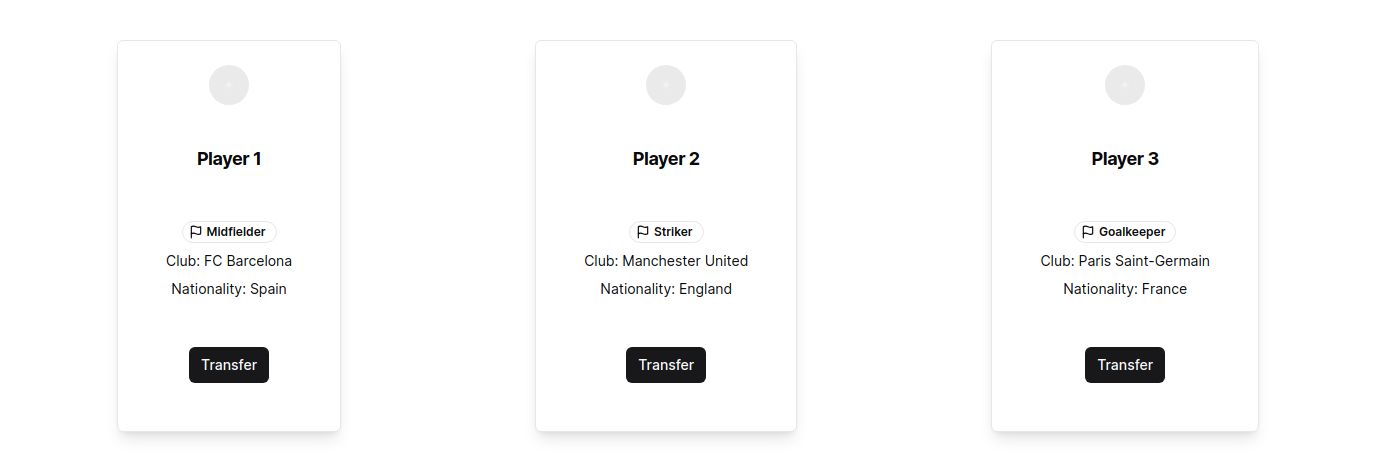 Player 1
Midfielder
Club: FC Barcelona
Nationality: Spain
Transfer
Player 2
Striker
Club: Manchester United
Nationality: England
Transfer
Player 3
Goalkeeper
Club: Paris Saint-Germain
Nationality: France
Transfer